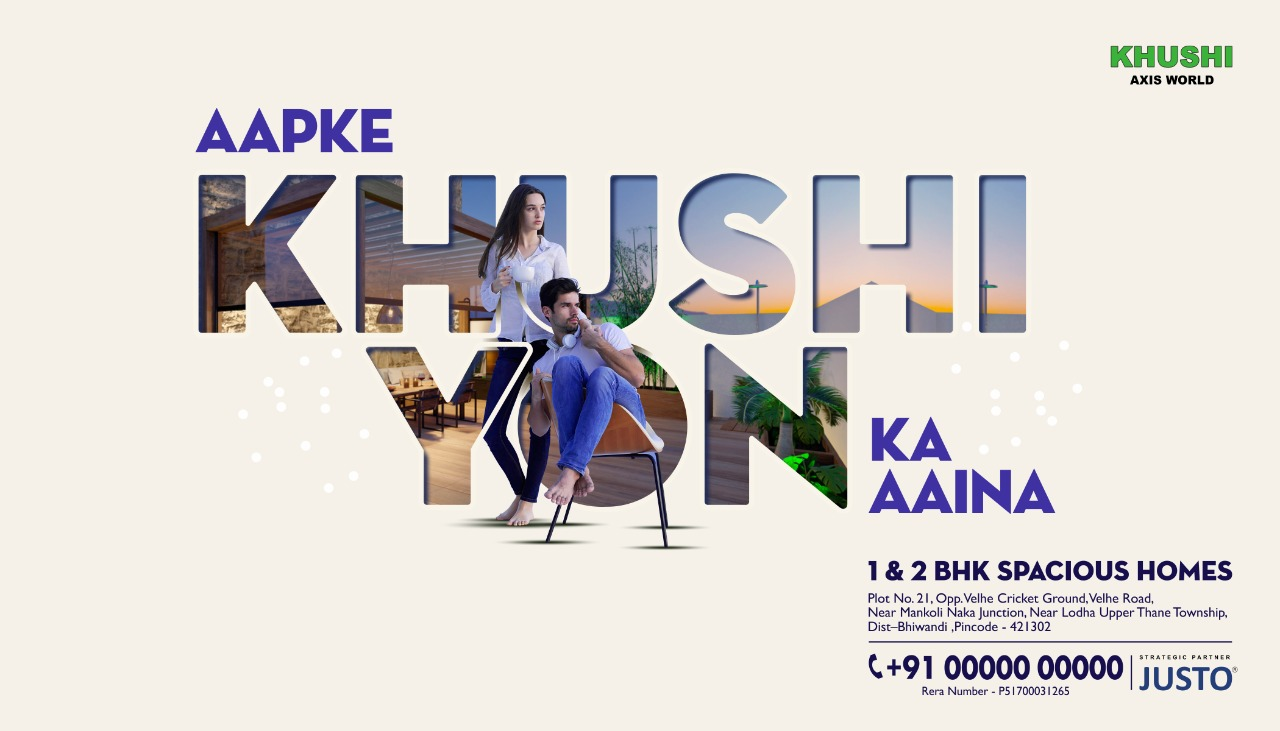 KHUSHI
AXIS WORLD
AAPKE
KHUSHI
YON
KA
AAINA
1 & 2 BHK SPACIOUS HOMES
Plot No. 21, Opp.Velhe Cricket Ground,Velhe Road,
Near Mankoli Naka Junction, Near Lodha Upper Thane Township,
Dist–Bhiwandi ,Pincode - 421302
+91 00000 00000
Rera Number - P51700031265
STRATEGIC PARTNER
JUSTO®